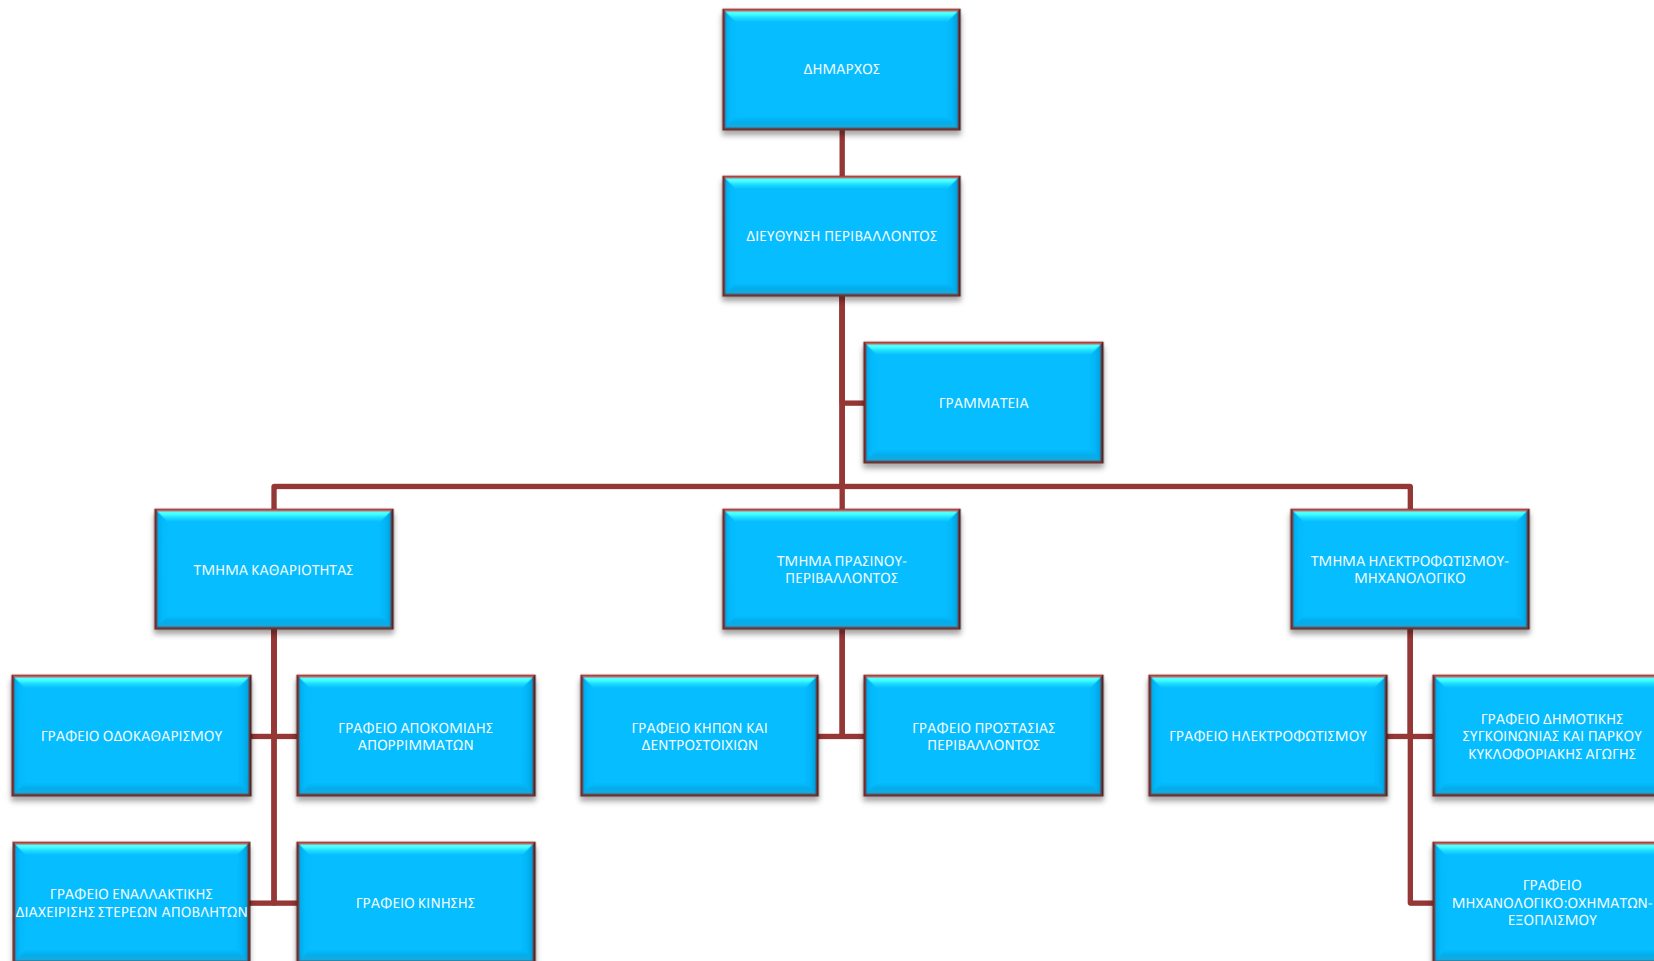 ΔΗΜΑΡΧΟΣ
ΔΙΕΥΘΥΝΣΗ ΠΕΡΙΒΑΛΛΟΝΤΟΣ
ΓΡΑΜΜΑΤΕΙΑ
ΤΜΗΜΑ ΚΑΘΑΡΙΟΤΗΤΑΣ
ΤΜΗΜΑ ΠΡΑΣΙΝΟΥ-
ΠΕΡΙΒΑΛΛΟΝΤΟΣ
ΤΜΗΜΑ ΗΛΕΚΤΡΟΦΩΤΙΣΜΟΥ-
ΜΗΧΑΝΟΛΟΓΙΚΟ
ΓΡΑΦΕΙΟ ΟΔΟΚΑΘΑΡΙΣΜΟΥ
ΓΡΑΦΕΙΟ ΑΠΟΚΟΜΙΔΗΣ
ΑΠΟΡΡΙΜΜΑΤΩΝ
ΓΡΑΦΕΙΟ ΚΗΠΩΝ ΚΑΙ
ΔΕΝΤΡΟΣΤΟΙΧΙΩΝ
ΓΡΑΦΕΙΟ ΠΡΟΣΤΑΣΙΑΣ
ΠΕΡΙΒΑΛΛΟΝΤΟΣ
ΓΡΑΦΕΙΟ ΗΛΕΚΤΡΟΦΩΤΙΣΜΟΥ
ΓΡΑΦΕΙΟ ΔΗΜΟΤΙΚΗΣ
ΣΥΓΚΟΙΝΩΝΙΑΣ ΚΑΙ ΠΑΡΚΟΥ
ΚΥΚΛΟΦΟΡΙΑΚΗΣ ΑΓΩΓΗΣ
ΓΡΑΦΕΙΟ ΕΝΑΛΛΑΚΤΙΚΗΣ
ΔΙΑΧΕΙΡΙΣΗΣ ΣΤΕΡΕΩΝ ΑΠΟΒΛΗΤΩΝ
ΓΡΑΦΕΙΟ ΚΙΝΗΣΗΣ
ΓΡΑΦΕΙΟ
ΜΗΧΑΝΟΛΟΓΙΚΟ:ΟΧΗΜΑΤΩΝ-
ΕΞΟΠΛΙΣΜΟΥ